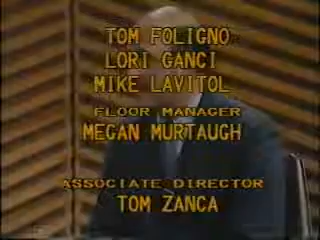 TOM FOLIGNO
LORI GANCI
MIKE LAVITOL
FLOOR MANAGER
MEGAN MURTAUGH
ASSOCIATE DIRECTOR
TOM ZANCA